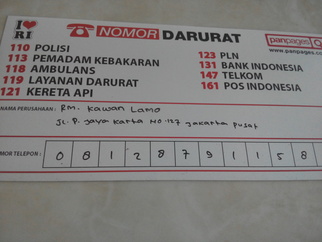 I ❤ RI
NOMOR DARURAT
110 POLISI
113 PEMADAM KEBAKARAN
118 AMBULANS
119 LAYANAN DARURAT
121 KERETA API
123 PLN
131 BANK INDONESIA
147 TELKOM
161 POS INDONESIA
panpages
www.panpages.co
NAMA PERUSAHAAN : RM. Kawan Lama
JL. P. Jaya Karta NO. 127 Jakarta pusat
MOR TELEPON : 0 8 1 2 8 7 9 1 1 5 8